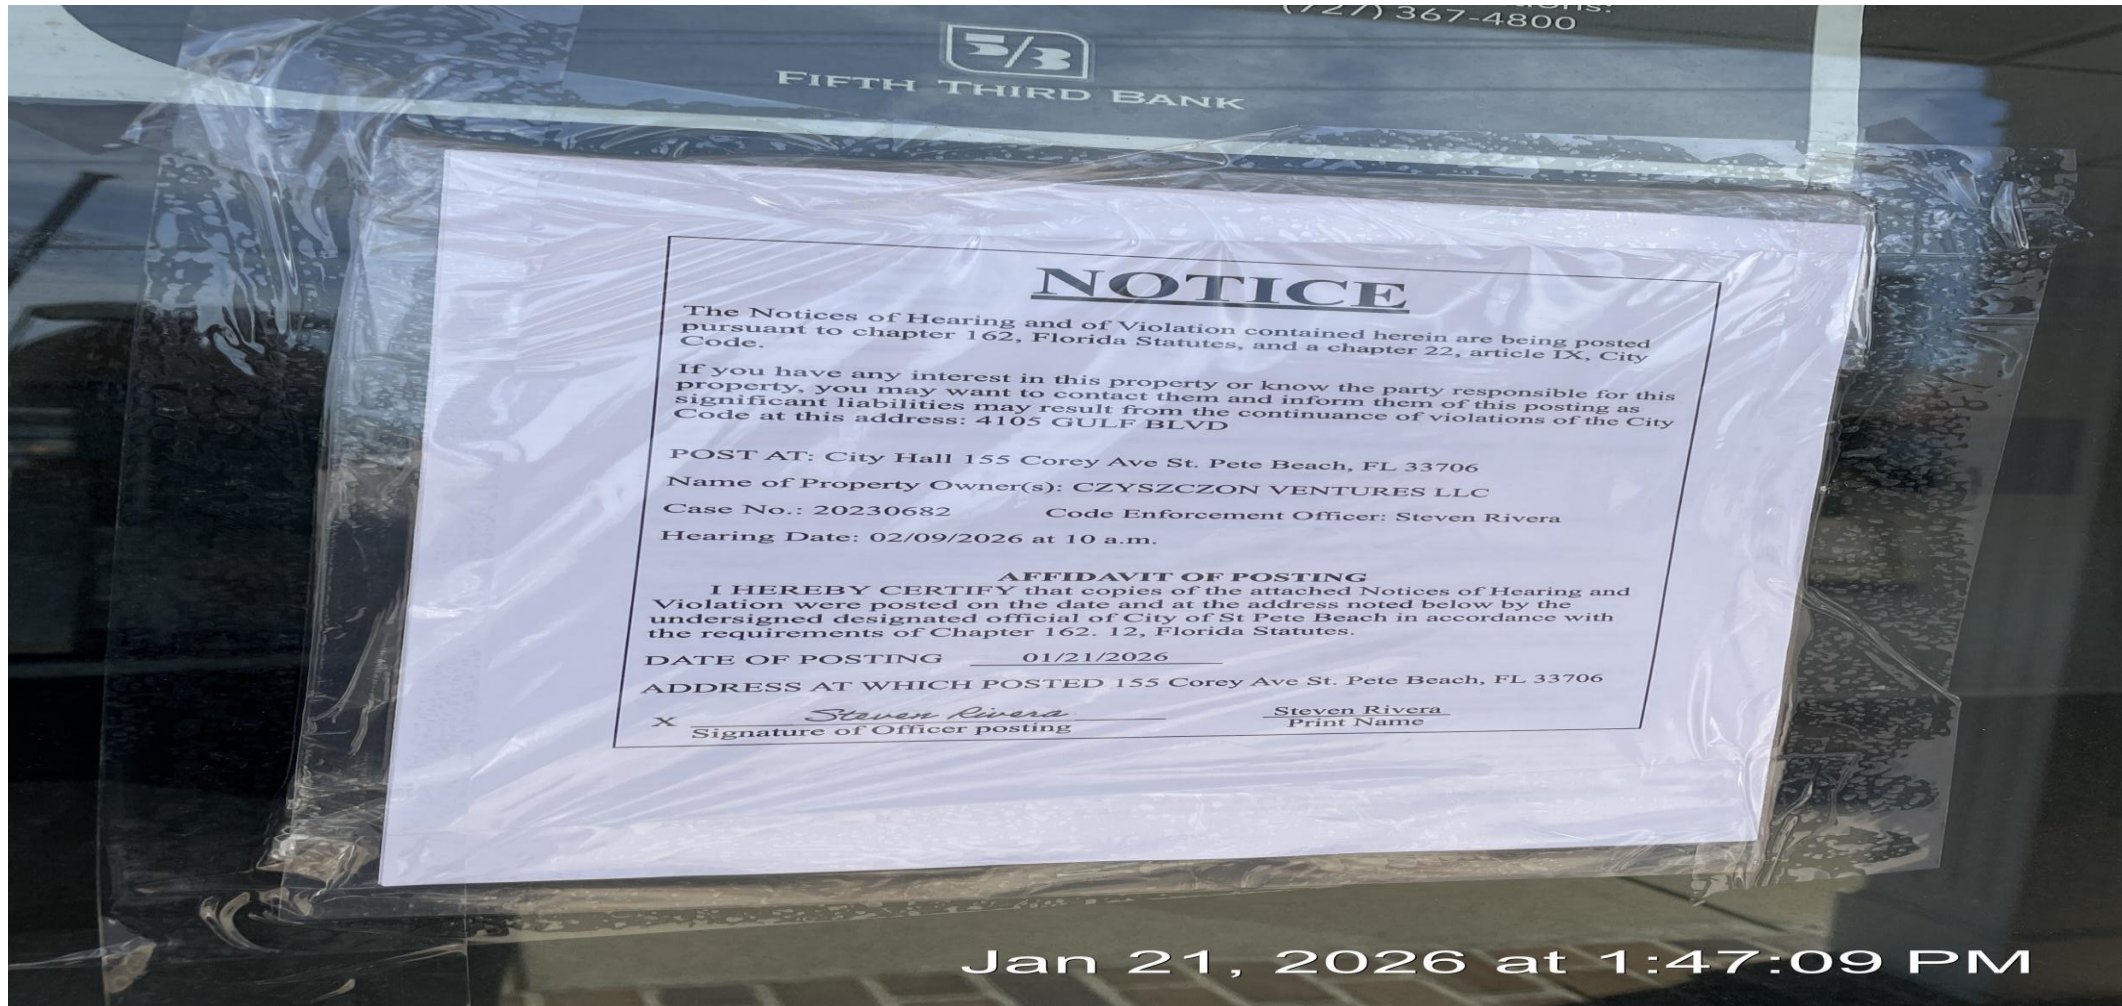 (727) 367-4800
5/3
FIFTH THIRD BANK
NOTICE
The Notices of Hearing and of Violation contained herein are being posted
pursuant to chapter 162, Florida Statutes, and a chapter 22, article IX, City
Code.
If you have any interest in this property or know the party responsible for this
property, you may want to contact them and inform them of this posting as
significant liabilities may result from the continuance of violations of the City
Code at this address: 4105 GULF BLVD
POST AT: City Hall 155 Corey Ave St. Pete Beach, FL 33706
Name of Property Owner(s): CZYSZCZON VENTURES LLC
Case No.: 20230682 Code Enforcement Officer: Steven Rivera
Hearing Date: 02/09/2026 at 10 a.m.
AFFIDAVIT OF POSTING
I HEREBY CERTIFY that copies of the attached Notices of Hearing and
Violation were posted on the date and at the address noted below by the
undersigned designated official of City of St Pete Beach in accordance with
the requirements of Chapter 162. 12, Florida Statutes.
DATE OF POSTING 01/21/2026
ADDRESS AT WHICH POSTED 155 Corey Ave St. Pete Beach, FL 33706
X Steven Rivera Steven Rivera
Signature of Officer posting Print Name
Jan 21, 2026 at 1:47:09 PM